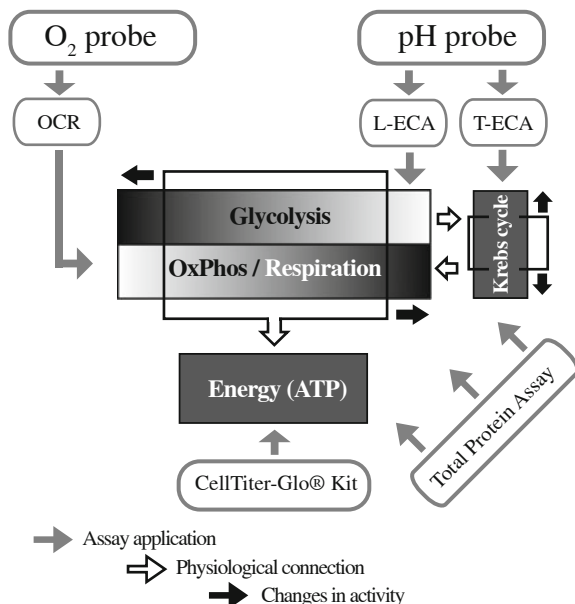 O₂ probe
pH probe
OCR
L-ECA
T-ECA
Glycolysis
OxPhos / Respiration
Krebs cycle
Energy (ATP)
Total Protein Assay
CellTiter-Glo® Kit
Assay application
Physiological connection
Changes in activity